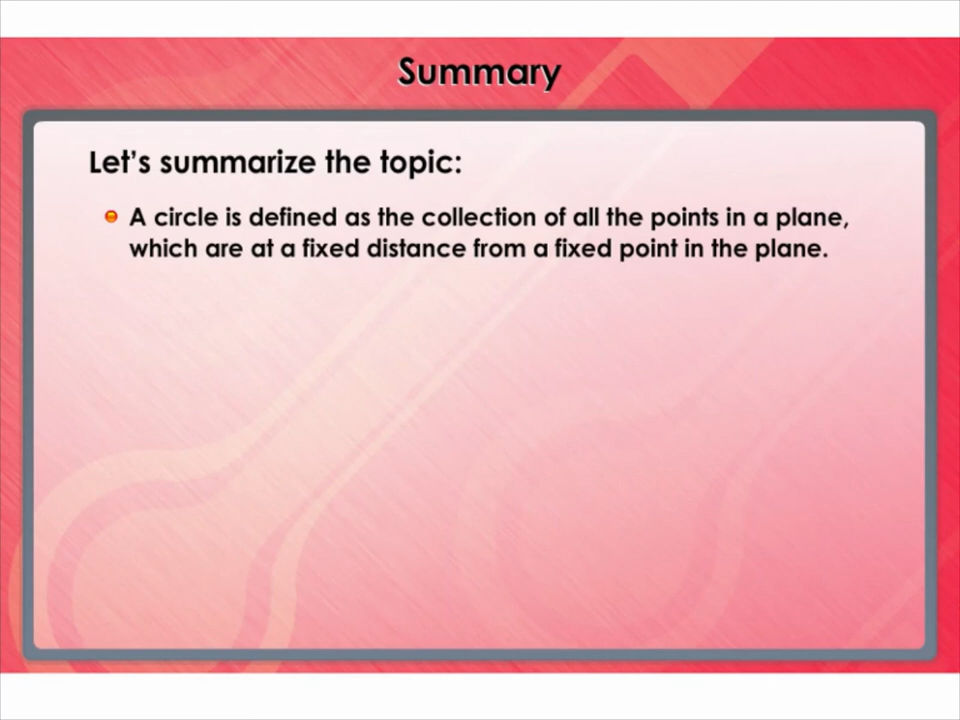 Summary
Let's summarize the topic:
A circle is defined as the collection of all the points in a plane,
which are at a fixed distance from a fixed point in the plane.